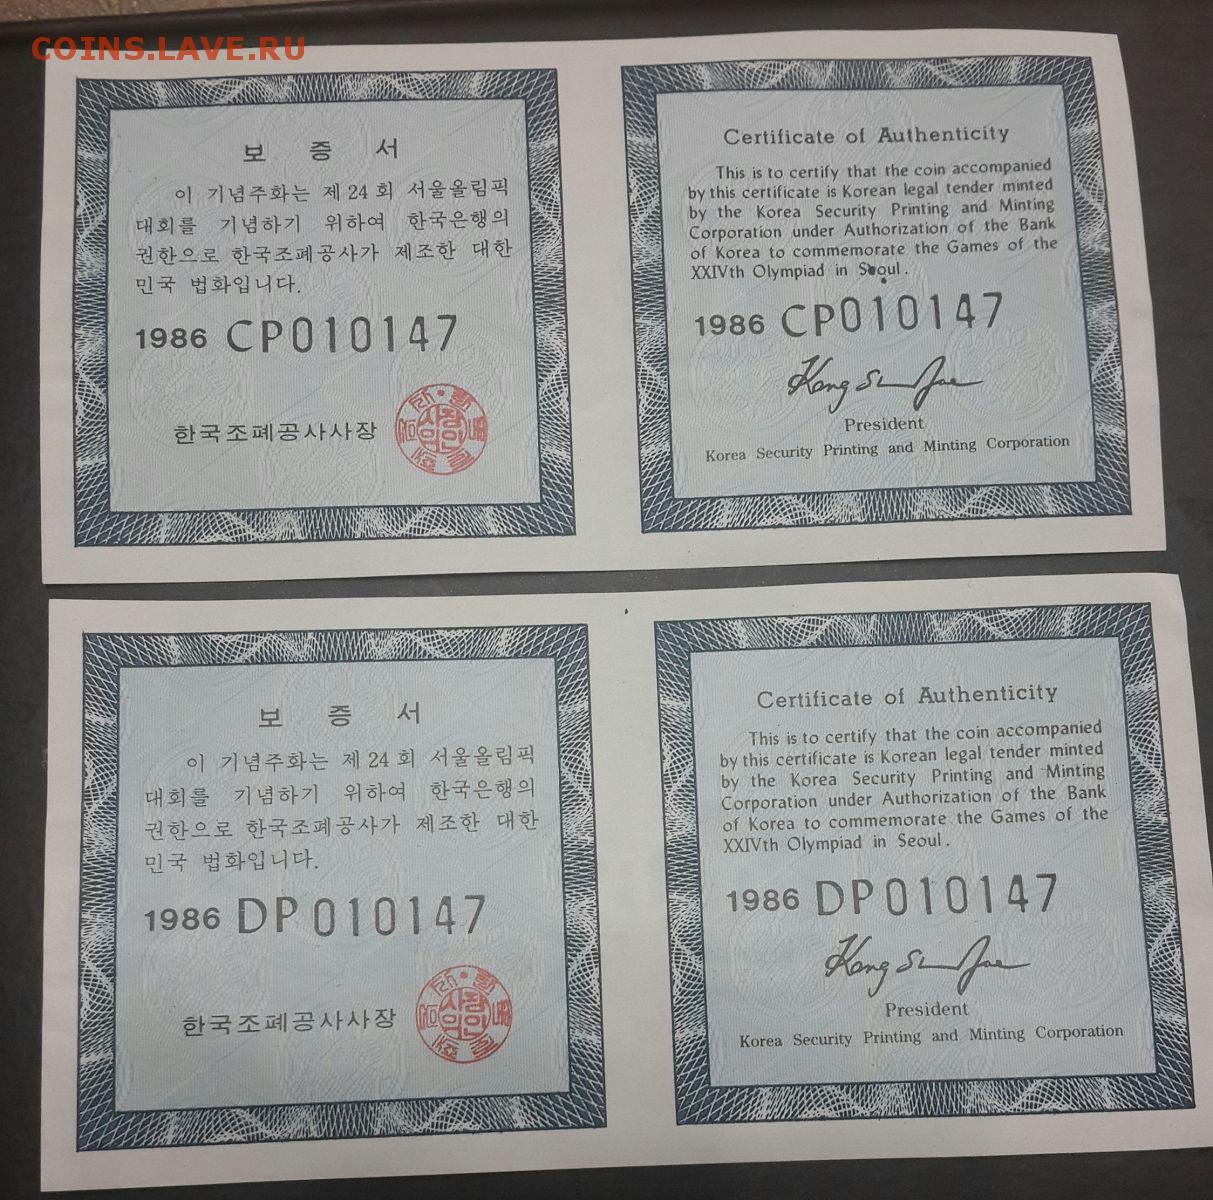 COINS.LAVE.RU
보 증 서
이 기념주화는 제 24 회 서울올림픽
대회를 기념하기 위하여 한국은행의
권한으로 한국조폐공사가 제조한 대한
민국 법화입니다.
1986 CP010147
한국조폐공사사장
Certificate of Authenticity
This is to certify that the coin accompanied
by this certificate is Korean legal tender minted
by the Korea Security Printing and Minting
Corporation under Authorization of the Bank
of Korea to commemorate the Games of the
XXIVth Olympiad in Seoul.
1986 CP010147
President
Korea Security Printing and Minting Corporation
보 증 서
이 기념주화는 제 24 회 서울올림픽
대회를 기념하기 위하여 한국은행의
권한으로 한국조폐공사가 제조한 대한
민국 법화입니다.
1986 DP010147
한국조폐공사사장
Certificate of Authenticity
This is to certify that the coin accompanied
by this certificate is Korean legal tender minted
by the Korea Security Printing and Minting
Corporation under Authorization of the Bank
of Korea to commemorate the Games of the
XXIVth Olympiad in Seoul.
1986 DP010147
President
Korea Security Printing and Minting Corporation